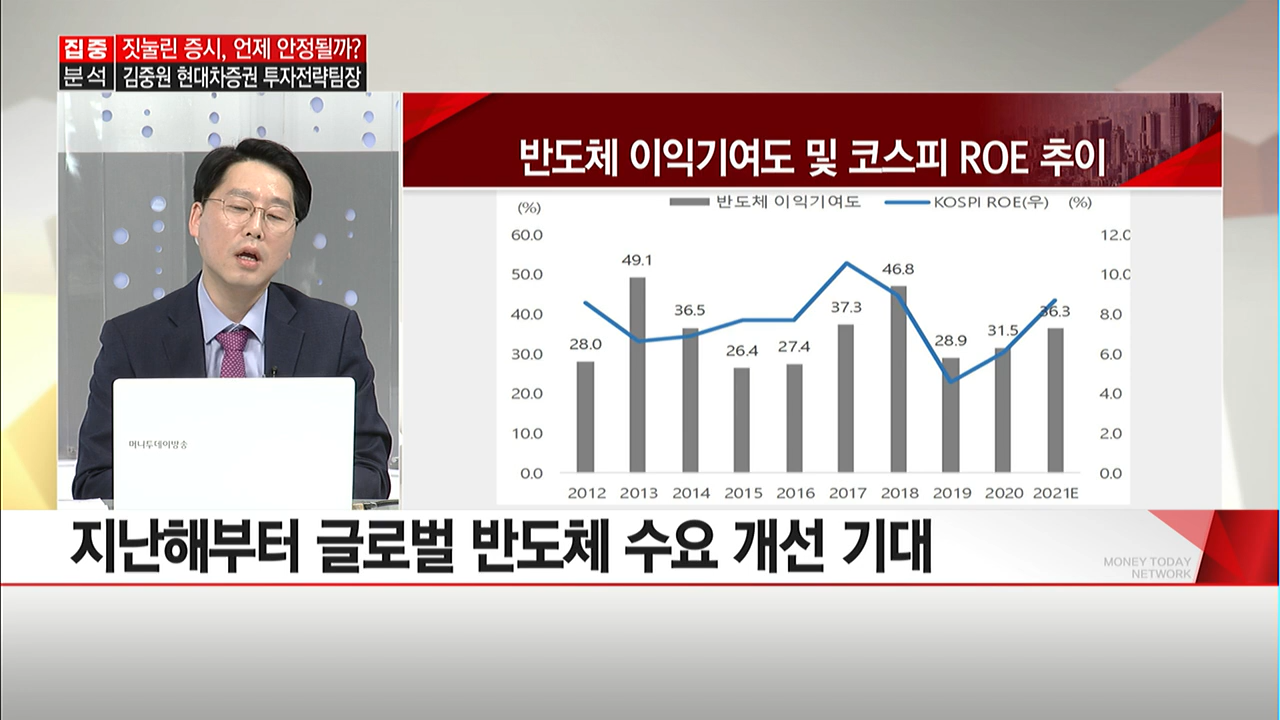 집중 짓눌린 증시, 언제 안정될까?
분석 김중원 현대차증권 투자전략팀장
반도체 이익기여도 및 코스피 ROE 추이
(%) 반도체 이익기여도 KOSPI ROE(우) (%)
60.0 12.0
50.0 10.0
40.0 8.0
30.0 6.0
20.0 4.0
10.0 2.0
0.0 0.0
28.0 49.1 36.5 26.4 27.4 37.3 46.8 28.9 31.5 36.3
2012 2013 2014 2015 2016 2017 2018 2019 2020 2021E
머니투데이방송
지난해부터 글로벌 반도체 수요 개선 기대
MONEY TODAY
NETWORK